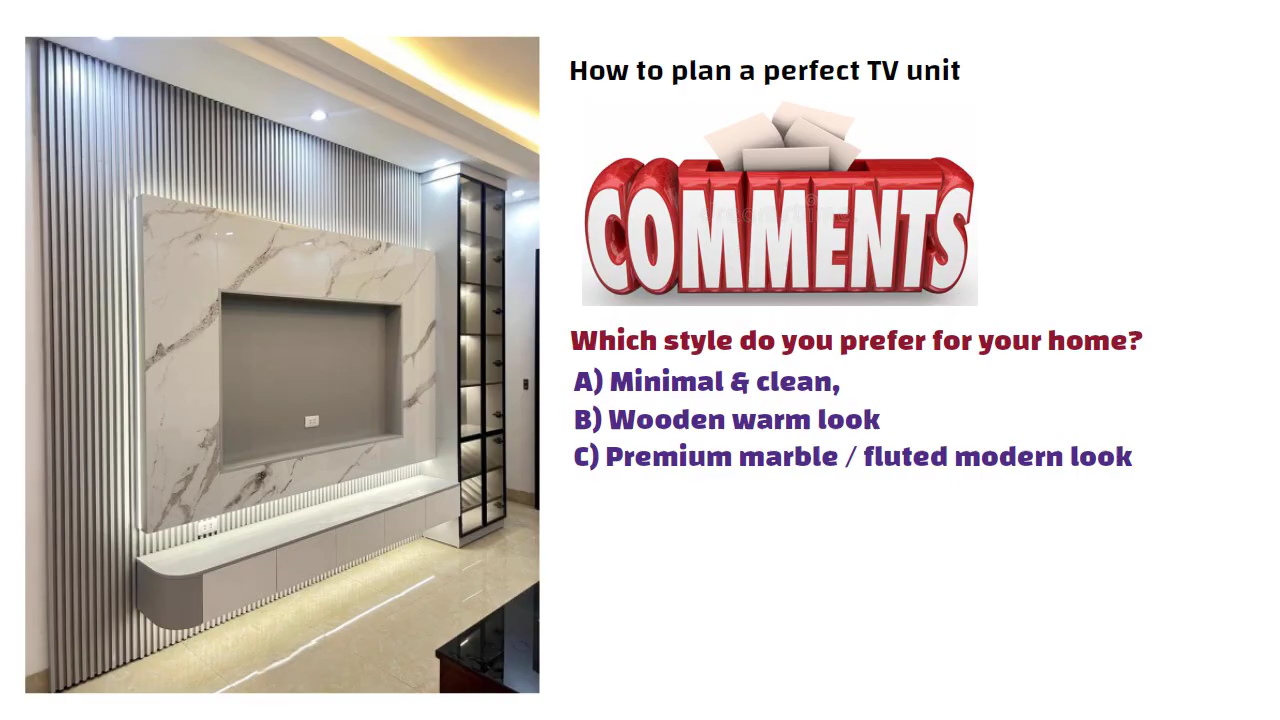 How to plan a perfect TV unit
COMMENTS
Which style do you prefer for your home?
A) Minimal & clean,
B) Wooden warm look
C) Premium marble / fluted modern look